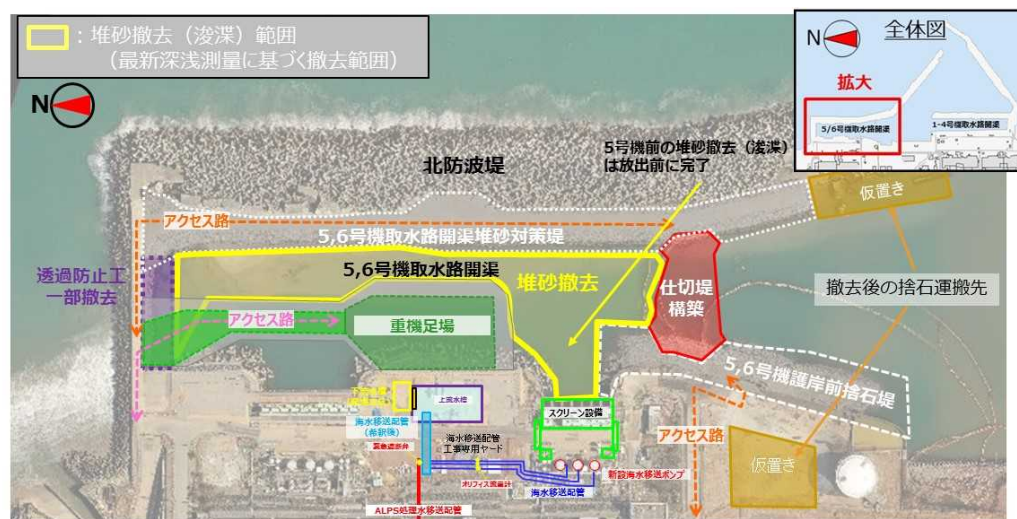 ：堆砂撤去（浚渫）範囲
（最新深浅測量に基づく撤去範囲）
N
N
全体図
拡大
5/6号機取水路開渠
1-4号機取水路開渠
5号機前の堆砂撤去（浚渫）
は放出前に完了
北防波堤
仮置き
アクセス路
5,6号機取水路開渠堆砂対策堤
透過防止工
一部撤去
5,6号機取水路開渠
堆砂撤去
仕切堤
構築
撤去後の捨石運搬先
アクセス路
重機足場
5,6号機護岸前捨石堤
上流水槽
スクリーン設備
海水移送配管
（希釈後）
海水移送配管
工事専用ヤード
アクセス路
仮置き
緊急遮断弁
オリフィス流量計
海水移送配管
新設海水移送ポンプ
ALPS処理水移送配管